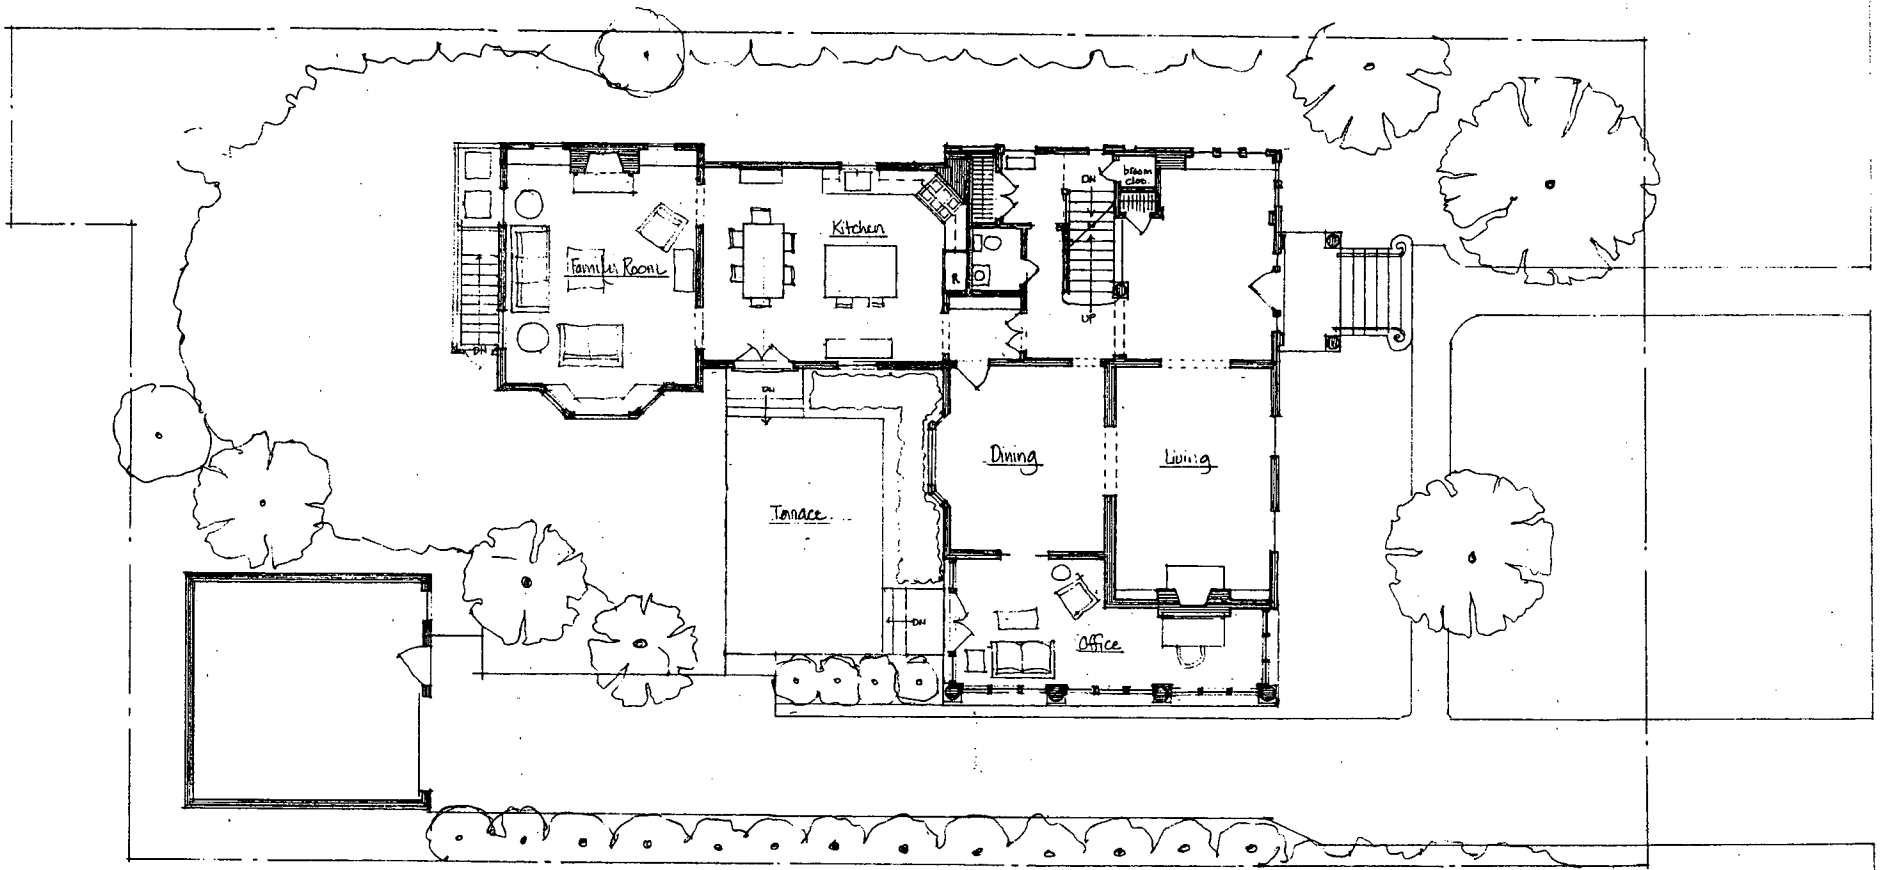 DN
broom
clos.
Kitchen
Family Room
R
UP
DN
DN
Dining
Living
Terrace
DN
Office